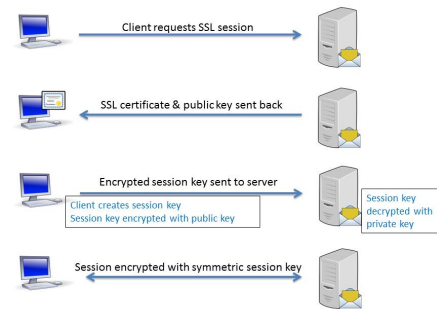 Client requests SSL session
SSL certificate & public key sent back
Encrypted session key sent to server
Client creates session key
Session key encrypted with public key
Session key
decrypted with
private key
Session encrypted with symmetric session key